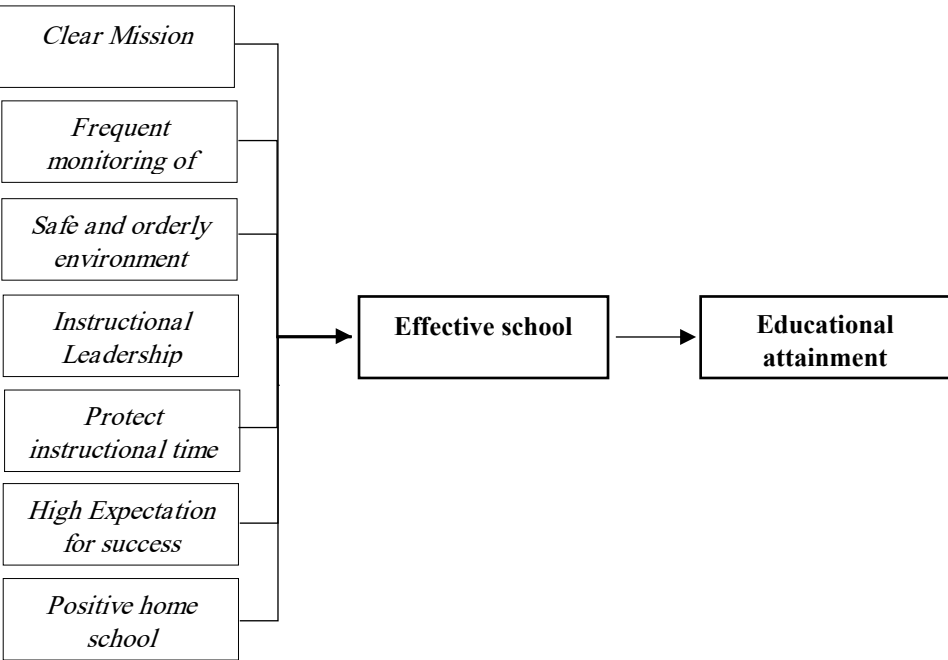 Clear Mission
Frequent
monitoring of
Safe and orderly
environment
Instructional
Leadership
Protect
instructional time
High Expectation
for success
Positive home
school
Effective school
Educational
attainment